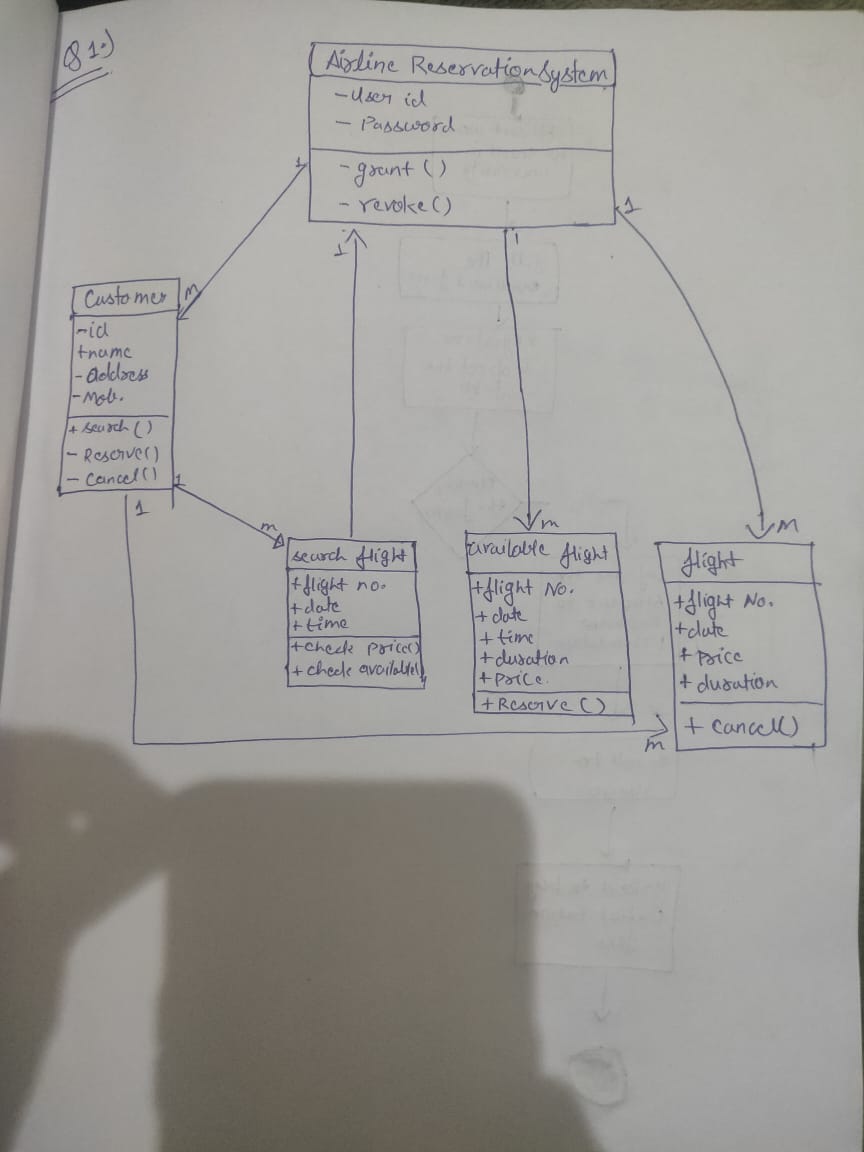 Q1.)
Airline Reservation System
- User id
- Password
- grant ()
- revoke ()
1
1
1
1
Customer
M
- id
+ name
- Address
- Mob.
+ search ()
- Reserve()
- Cancel()
1
1
m
m
M
search flight
+ flight no.
+ date
+ time
+ check price()
+ check available()
available flight
+ flight No.
+ date
+ time
+ duration
+ price.
+ Reserve ()
flight
+ flight No.
+ date
+ price
+ duration
+ cancel()
m